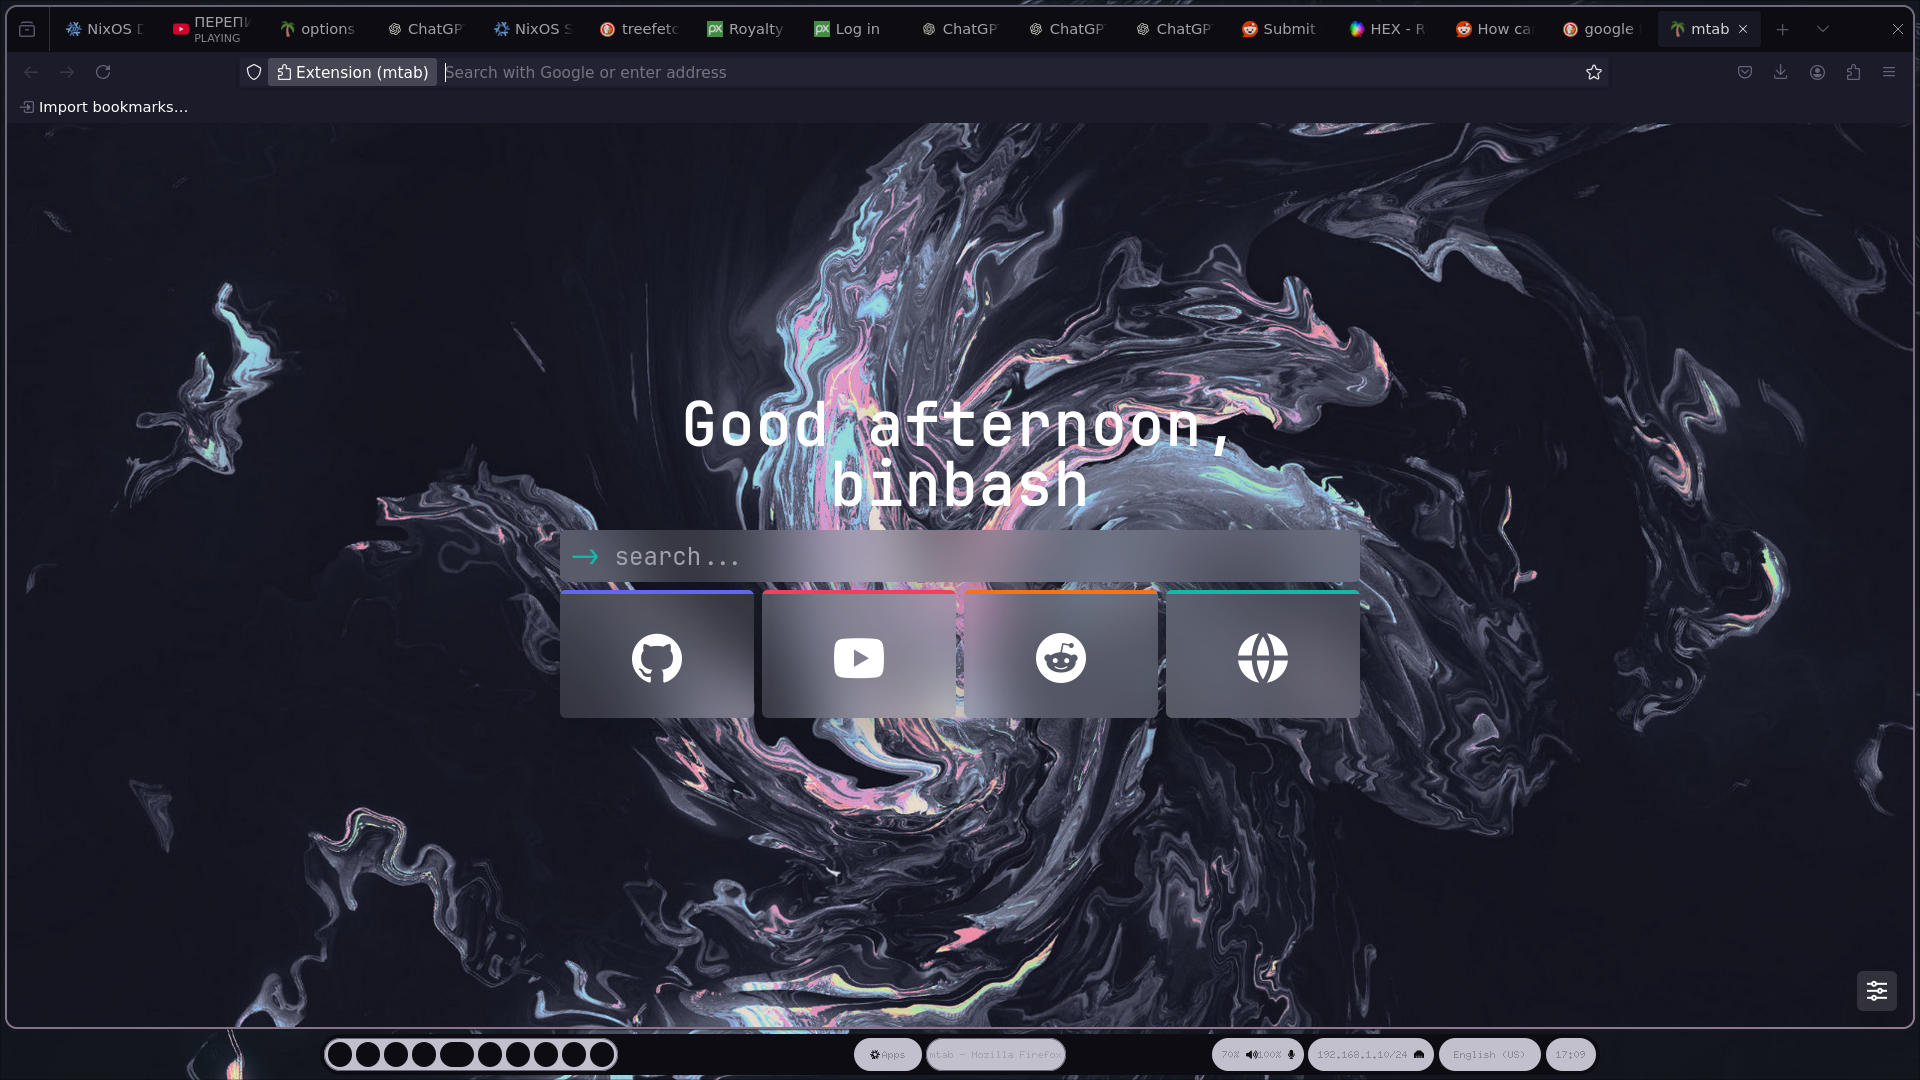 NixOS
ПЕРЕПИ
PLAYING
options
ChatGP
NixOS S
treefetc
Royalty
Log in
ChatGP
ChatGP
ChatGP
Submit
HEX - R
How ca
google
mtab
Extension (mtab)
Search with Google or enter address
Import bookmarks...
Good afternoon,
binbash
search...
Apps
mtab - Mozilla Firefox
70% 100%
192.168.1.10/24
English (US)
17:09